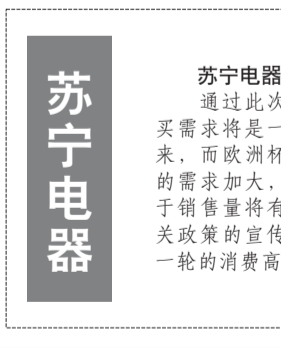 苏宁电器
苏宁电器
通过此次
买需求将是一
来，而欧洲杯
的需求加大，
于销售量将有
关政策的宣传
一轮的消费高